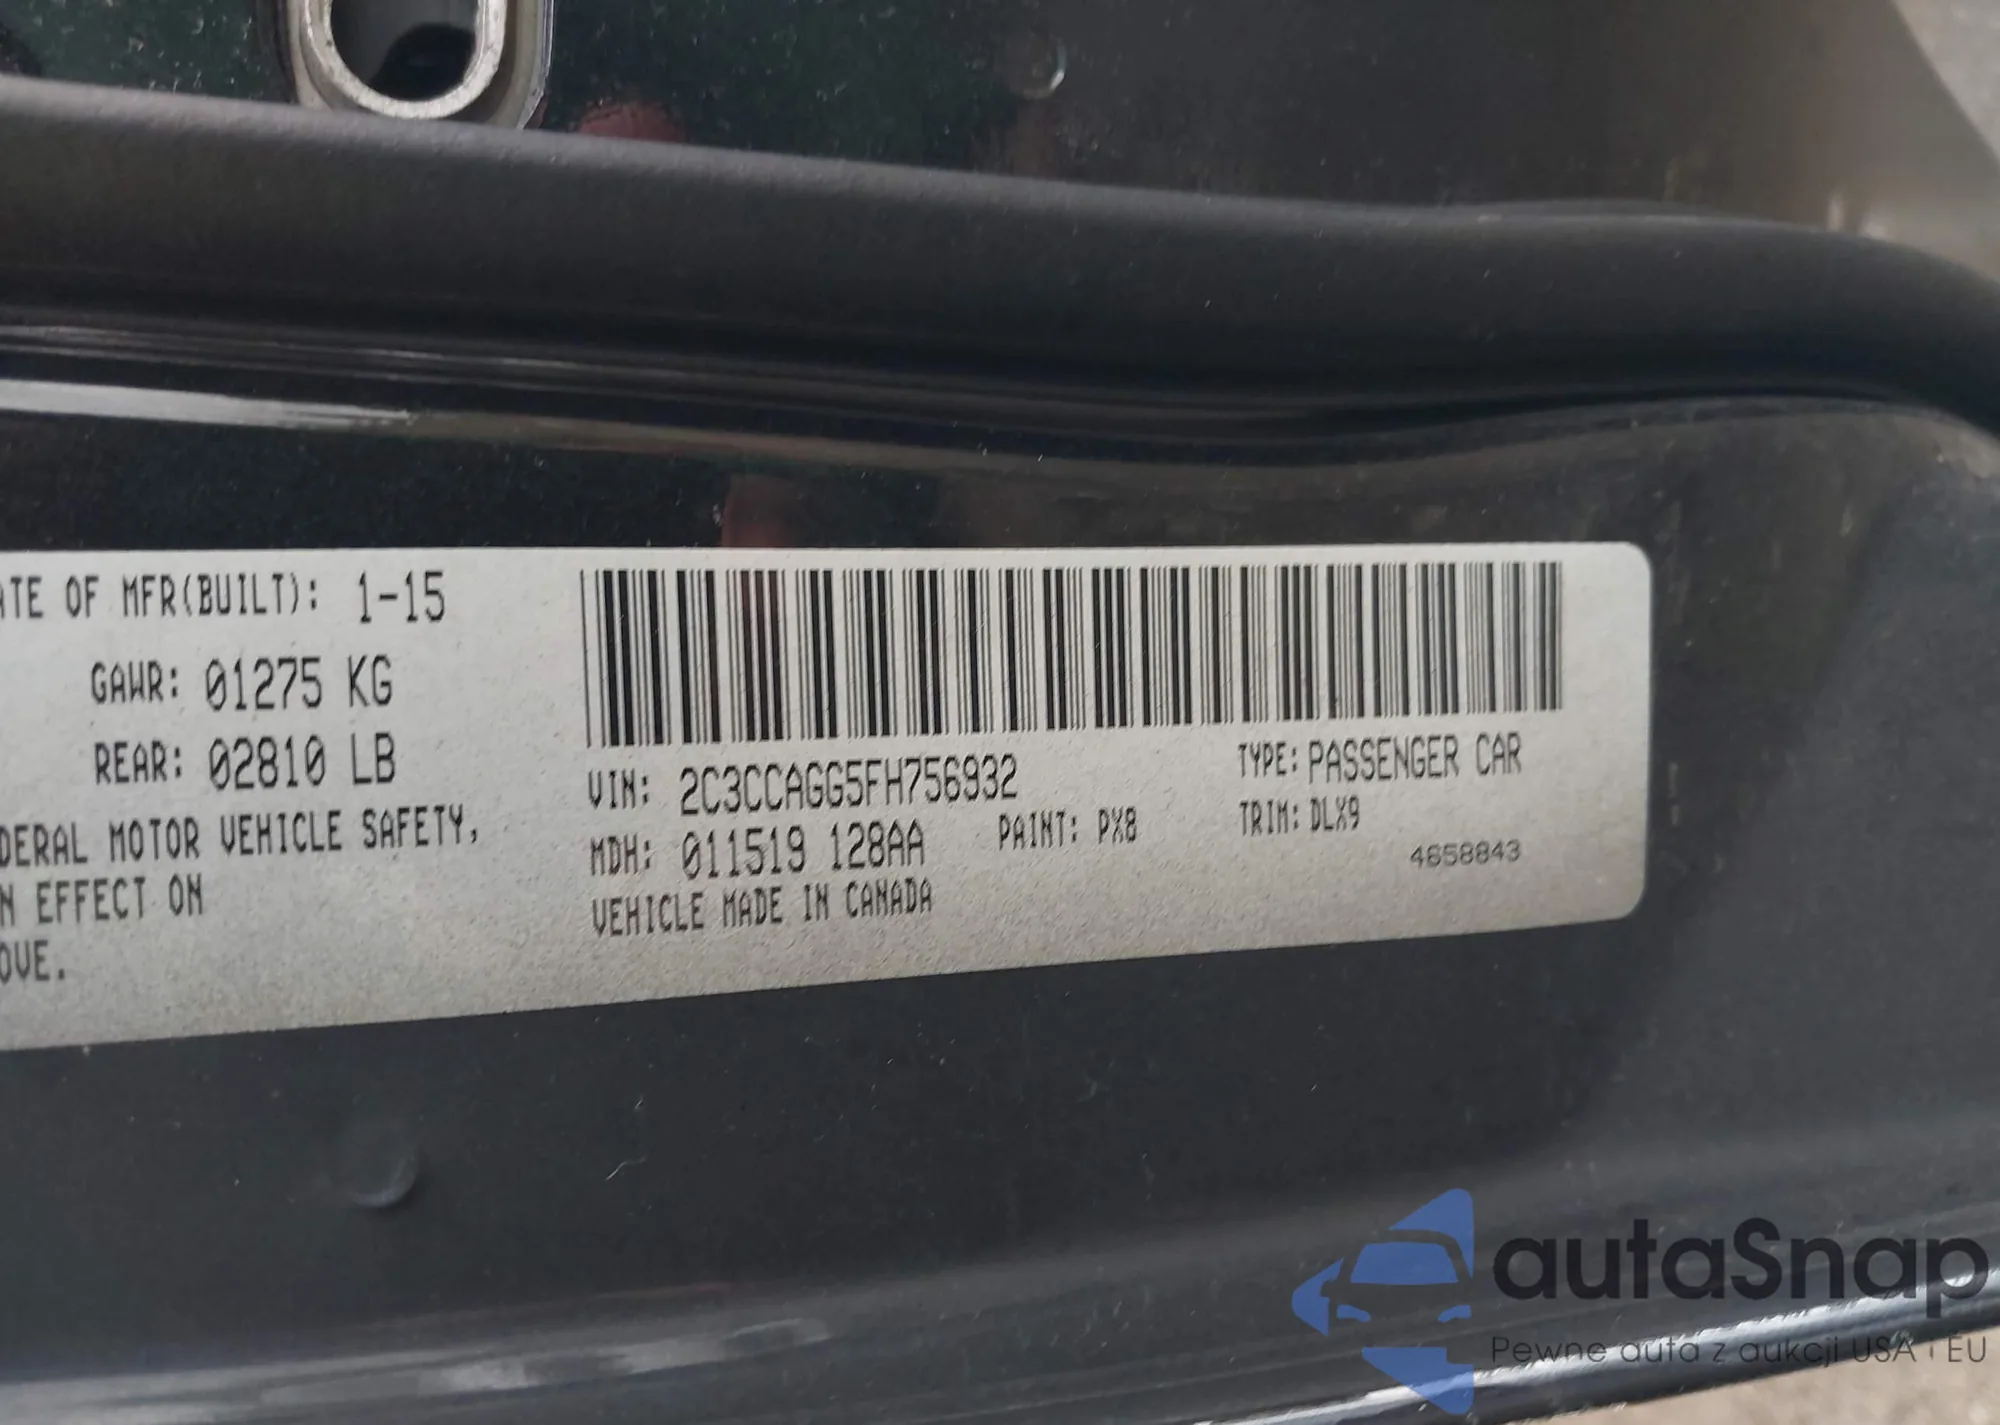 ATE OF MFR(BUILT): 1-15
GAWR: 01275 KG
REAR: 02810 LB
DERAL MOTOR VEHICLE SAFETY,
N EFFECT ON
OVE.
VIN: 2C3CCAGG5FH756932
TYPE: PASSENGER CAR
MDH: 011519 128AA
PAINT: PX8
TRIM: DLX9
VEHICLE MADE IN CANADA
4658843
autaSnap
Pewne auta z aukcji USA i EU